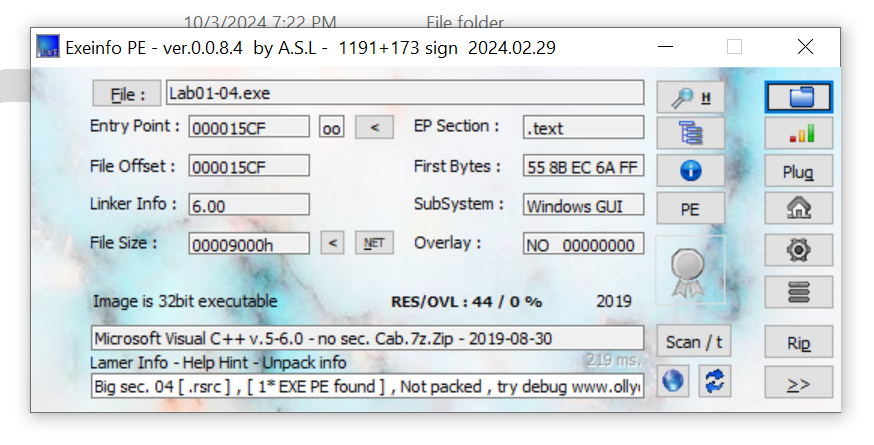 10/3/2024 7:22 PM File folder
Exeinfo PE - ver.0.0.8.4 by A.S.L - 1191+173 sign 2024.02.29
File : Lab01-04.exe H
Entry Point : 000015CF oo < EP Section : .text
File Offset : 000015CF First Bytes : 55 8B EC 6A FF Plug
Linker Info : 6.00 SubSystem : Windows GUI PE
File Size : 00009000h < NET Overlay : NO 00000000
Image is 32bit executable RES/OVL : 44 / 0 % 2019
Microsoft Visual C++ v.5-6.0 - no sec. Cab.7z.Zip - 2019-08-30 Scan / t Rip
Lamer Info - Help Hint - Unpack info 219 ms.
Big sec. 04 [ .rsrc ] , [ 1* EXE PE found ] , Not packed , try debug www.olly >>